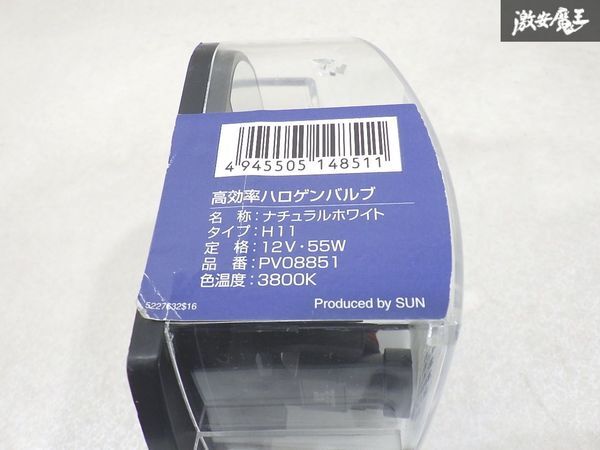 激安魔王
4 945505 148511
高効率ハロゲンバルブ
名 称:ナチュラルホワイト
タイプ:H11
定 格:12V・55W
品 番:PV08851
色温度:3800K
5227632S16
Produced by SUN